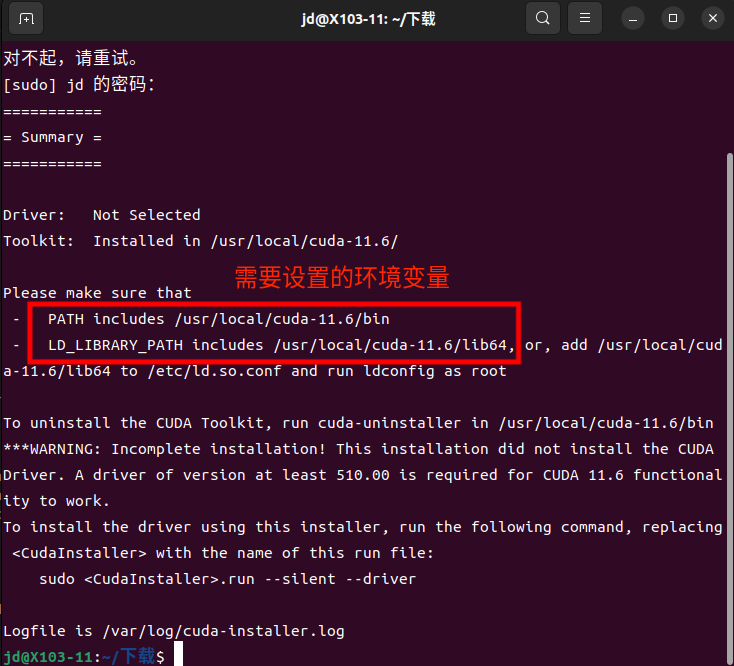 jd@X103-11: ~/下载
对不起，请重试。
[sudo] jd 的密码：
===========
= Summary =
===========
Driver:   Not Selected
Toolkit:  Installed in /usr/local/cuda-11.6/
需要设置的环境变量
Please make sure that
 -   PATH includes /usr/local/cuda-11.6/bin
 -   LD_LIBRARY_PATH includes /usr/local/cuda-11.6/lib64, or, add /usr/local/cud
a-11.6/lib64 to /etc/ld.so.conf and run ldconfig as root
To uninstall the CUDA Toolkit, run cuda-uninstaller in /usr/local/cuda-11.6/bin
***WARNING: Incomplete installation! This installation did not install the CUDA
Driver. A driver of version at least 510.00 is required for CUDA 11.6 functional
ity to work.
To install the driver using this installer, run the following command, replacing
 <CudaInstaller> with the name of this run file:
    sudo <CudaInstaller>.run --silent --driver
Logfile is /var/log/cuda-installer.log
jd@X103-11:~/下载$